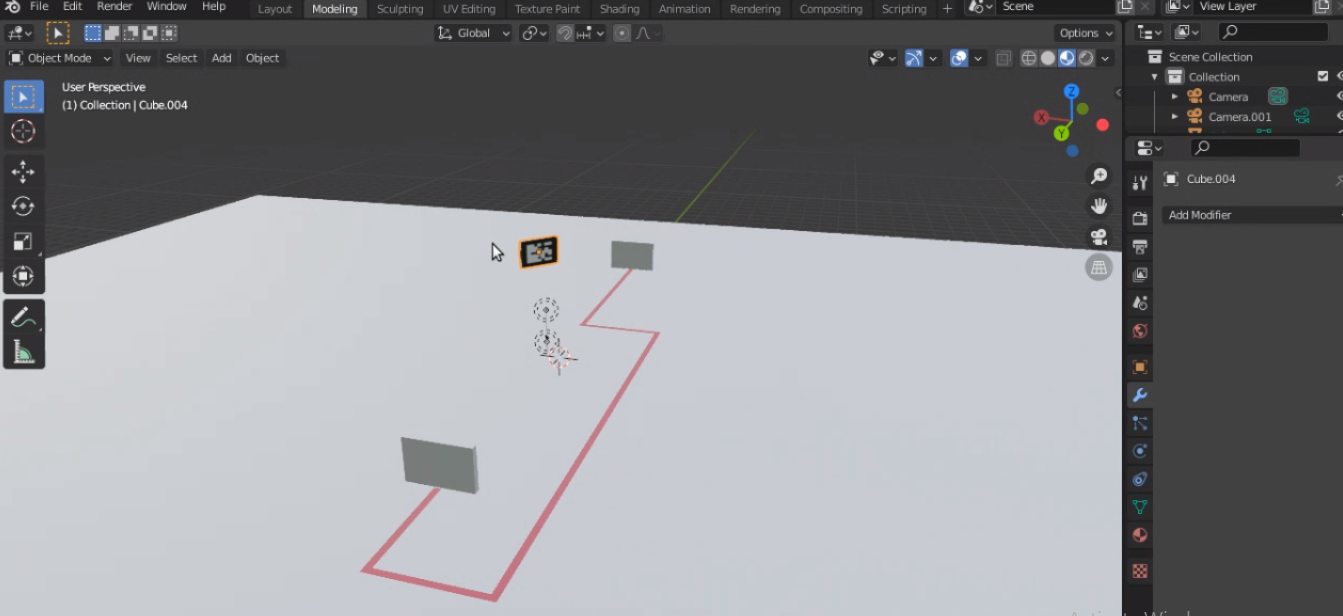 File Edit Render Window Help Layout Modeling Sculpting UV Editing Texture Paint Shading Animation Rendering Compositing Scripting + Scene View Layer
Global Options
Object Mode View Select Add Object
User Perspective
(1) Collection | Cube.004
Z
X
Y
Scene Collection
Collection
Camera
Camera.001
Cube.004
Add Modifier